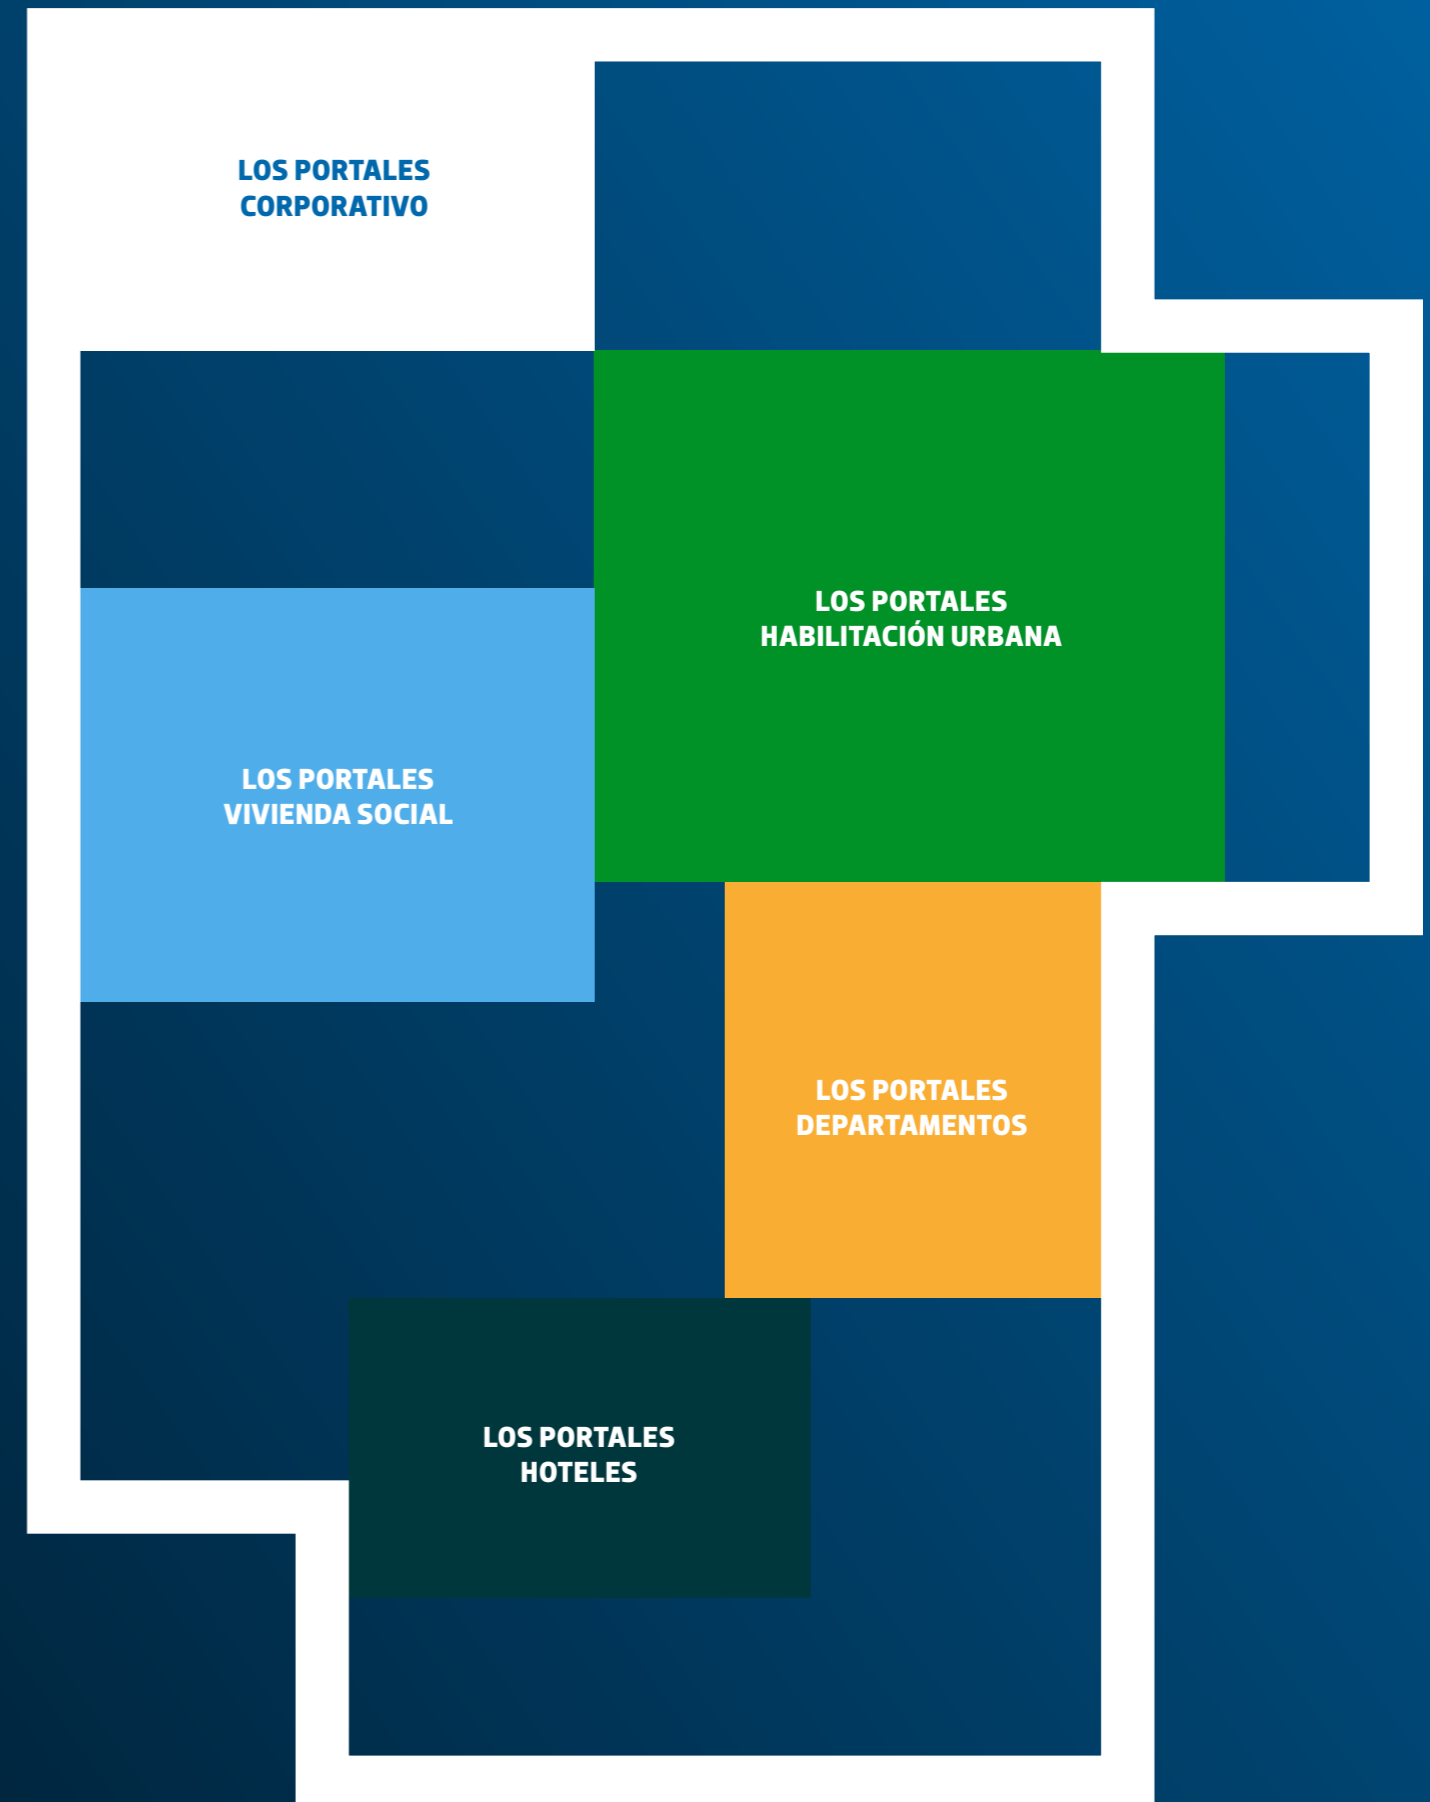 LOS PORTALES
CORPORATIVO
LOS PORTALES
HABILITACIÓN URBANA
LOS PORTALES
VIVIENDA SOCIAL
LOS PORTALES
DEPARTAMENTOS
LOS PORTALES
HOTELES